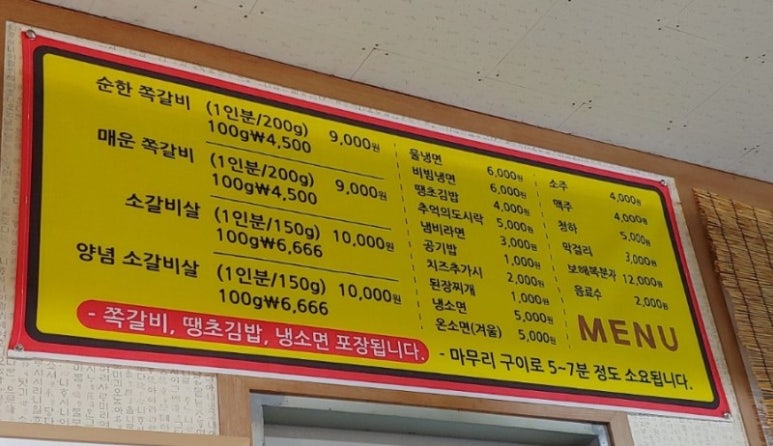 순한 쪽갈비 (1인분/200g) 9,000원
100g₩4,500
매운 쪽갈비 (1인분/200g) 9,000원
100g₩4,500
소갈비살 (1인분/150g) 10,000원
100g₩6,666
양념 소갈비살 (1인분/150g) 10,000원
100g₩6,666
- 쪽갈비, 땡초김밥, 냉소면 포장됩니다.
물냉면 6,000원
비빔냉면 6,000원
땡초김밥 4,000원
추억의도시락 5,000원
냄비라면 3,000원
공기밥 1,000원
치즈추가시 2,000원
된장찌개 1,000원
냉소면 5,000원
온소면(겨울) 5,000원
소주 4,000원
맥주 4,000원
청하 5,000원
막걸리 3,000원
보해복분자 12,000원
음료수 2,000원
MENU
- 마무리 구이로 5~7분 정도 소요됩니다.